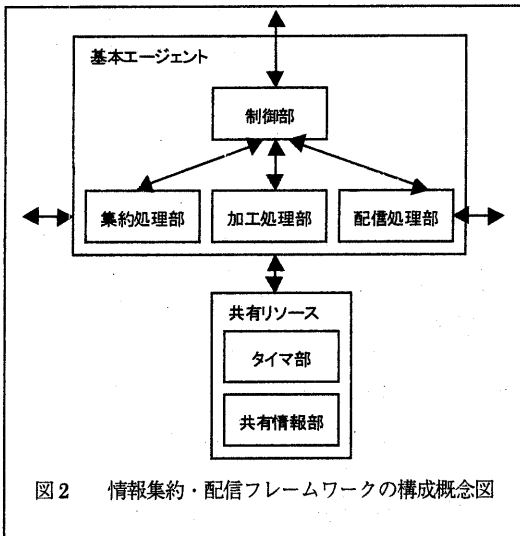 基本エージェント
制御部
集約処理部 加工処理部 配信処理部
共有リソース
タイマ部
共有情報部
図2 情報集約・配信フレームワークの構成概念図